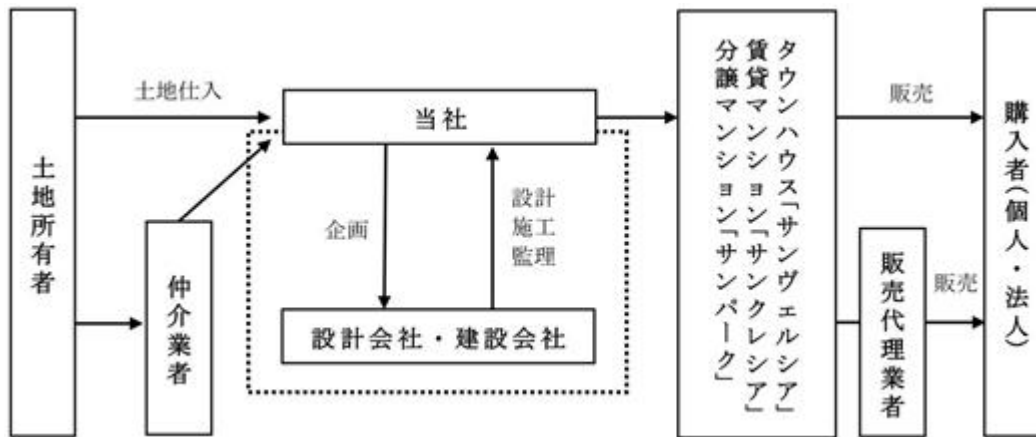 土地所有者
土地仕入
仲介業者
当社
企画
設計
施工
監理
設計会社・建設会社
タウンハウス「サンヴェルシア」
賃貸マンション「サンクレシア」
分譲マンション「サンパーク」
販売
販売代理業者
販売
購入者(個人・法人)